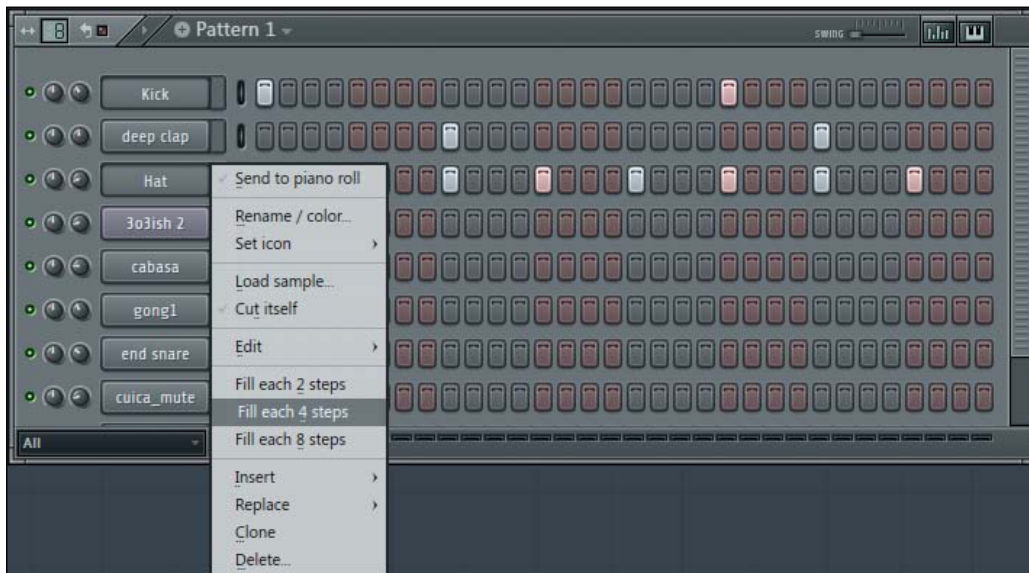 8 Pattern 1 SWING
Kick
deep clap
Hat
3o3ish 2
cabasa
gong1
end snare
cuica_mute
All
Send to piano roll
Rename / color...
Set icon
Load sample...
Cut itself
Edit
Fill each 2 steps
Fill each 4 steps
Fill each 8 steps
Insert
Replace
Clone
Delete...